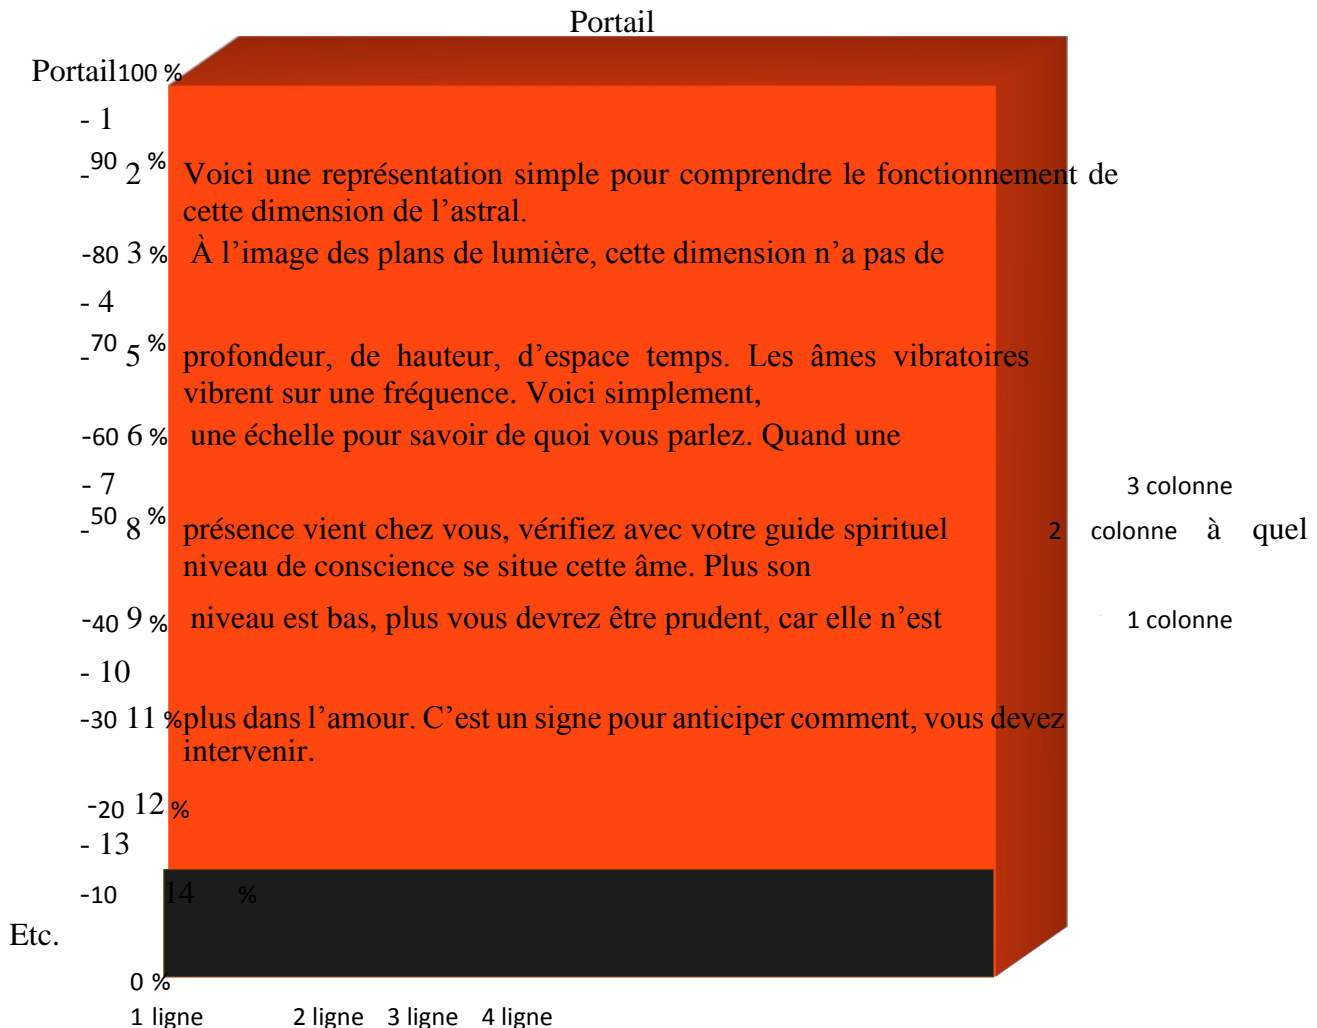 Portail
Portail100 %
- 1
-90 2 % Voici une représentation simple pour comprendre le fonctionnement de
cette dimension de l’astral.
-80 3 % À l’image des plans de lumière, cette dimension n’a pas de
- 4
-70 5 % profondeur, de hauteur, d’espace temps. Les âmes vibratoires
vibrent sur une fréquence. Voici simplement,
-60 6 % une échelle pour savoir de quoi vous parlez. Quand une
- 7 3 colonne
-50 8 % présence vient chez vous, vérifiez avec votre guide spirituel 2 colonne à quel
niveau de conscience se situe cette âme. Plus son
-40 9 % niveau est bas, plus vous devrez être prudent, car elle n’est 1 colonne
- 10
-30 11 % plus dans l’amour. C’est un signe pour anticiper comment, vous devez
intervenir.
-20 12 %
- 13
-10 14 %
Etc.
0 %
1 ligne 2 ligne 3 ligne 4 ligne